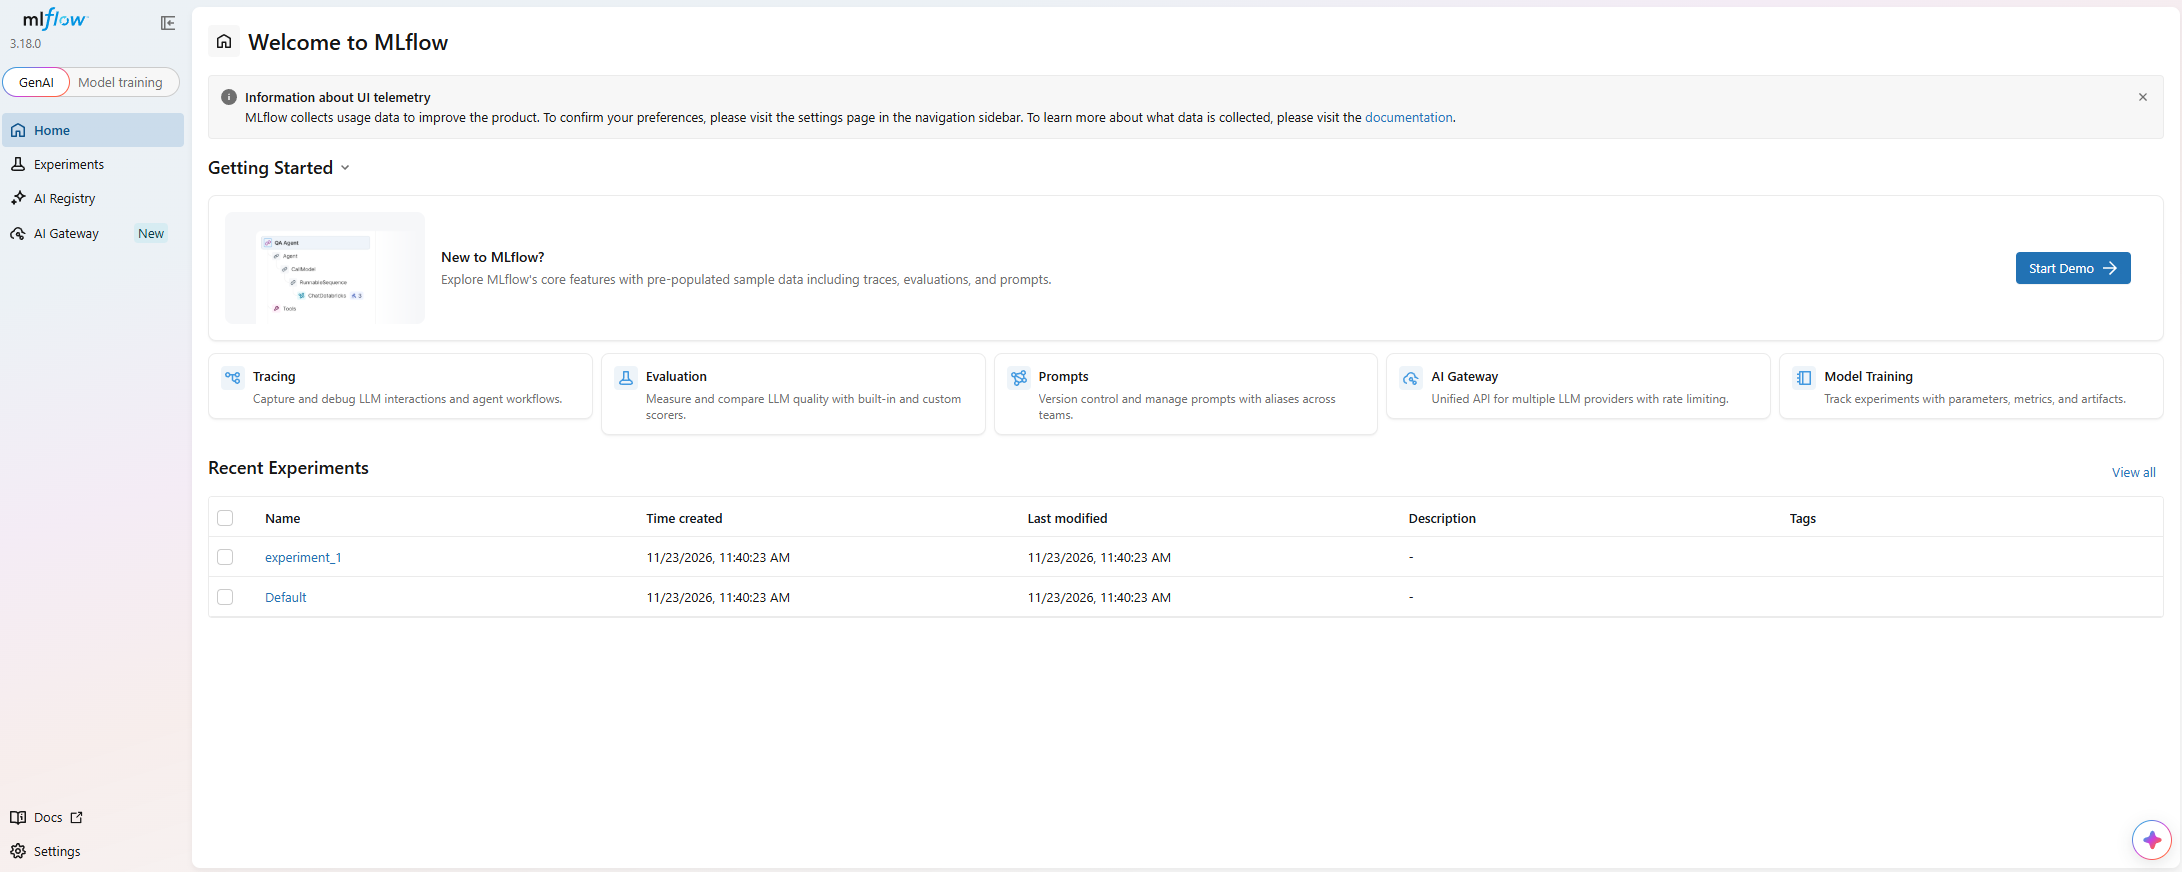 mlflow
3.18.0
GenAI
Model training
Home
Experiments
AI Registry
AI Gateway New
Docs
Settings
Welcome to MLflow
Information about UI telemetry
MLflow collects usage data to improve the product. To confirm your preferences, please visit the settings page in the navigation sidebar. To learn more about what data is collected, please visit the documentation.
Getting Started
QA Agent
Agent
CallModel
RunnableSequence
ChatDatabricks 3
Tools
New to MLflow?
Explore MLflow's core features with pre-populated sample data including traces, evaluations, and prompts.
Start Demo
Tracing
Capture and debug LLM interactions and agent workflows.
Evaluation
Measure and compare LLM quality with built-in and custom
scorers.
Prompts
Version control and manage prompts with aliases across
teams.
AI Gateway
Unified API for multiple LLM providers with rate limiting.
Model Training
Track experiments with parameters, metrics, and artifacts.
Recent Experiments
View all
Name Time created Last modified Description Tags
experiment_1 11/23/2026, 11:40:23 AM 11/23/2026, 11:40:23 AM -
Default 11/23/2026, 11:40:23 AM 11/23/2026, 11:40:23 AM -